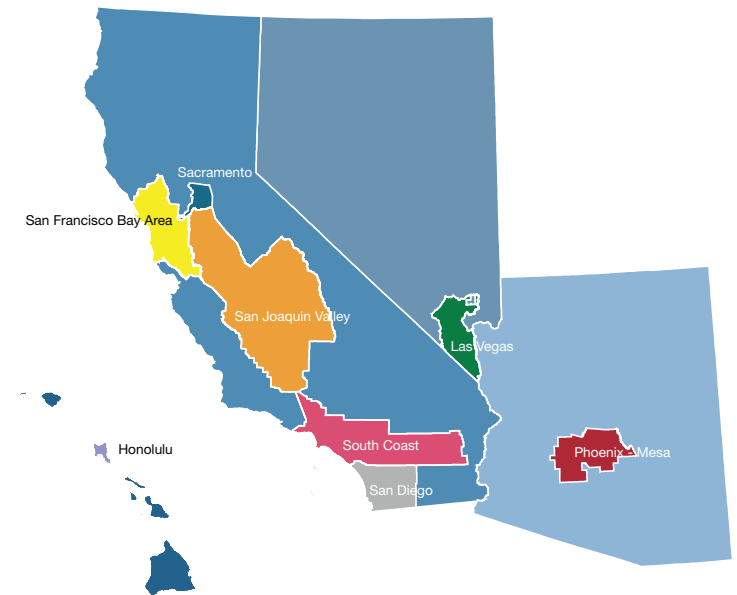 Sacramento
San Francisco Bay Area
San Joaquin Valley
Las Vegas
South Coast
Honolulu
Phoenix - Mesa
San Diego